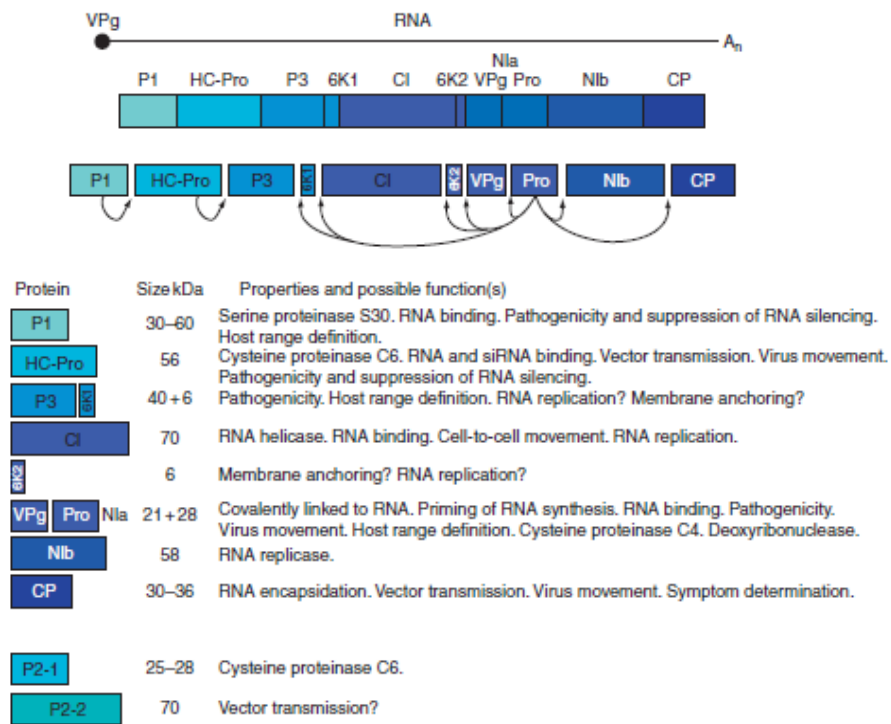 VPg RNA
An
NIa
P1 HC-Pro P3 6K1 CI 6K2 VPg Pro NIb CP
P1 HC-Pro P3 6K1 CI 6K2 VPg Pro NIb CP
Protein Size kDa Properties and possible function(s)
P1 30–60 Serine proteinase S30. RNA binding. Pathogenicity and suppression of RNA silencing.
Host range definition.
HC-Pro 56 Cysteine proteinase C6. RNA and siRNA binding. Vector transmission. Virus movement.
Pathogenicity and suppression of RNA silencing.
P3 6K1 40+6 Pathogenicity. Host range definition. RNA replication? Membrane anchoring?
CI 70 RNA helicase. RNA binding. Cell-to-cell movement. RNA replication.
6K2 6 Membrane anchoring? RNA replication?
VPg Pro NIa 21+28 Covalently linked to RNA. Priming of RNA synthesis. RNA binding. Pathogenicity.
Virus movement. Host range definition. Cysteine proteinase C4. Deoxyribonuclease.
NIb 58 RNA replicase.
CP 30–36 RNA encapsidation. Vector transmission. Virus movement. Symptom determination.
P2-1 25–28 Cysteine proteinase C6.
P2-2 70 Vector transmission?